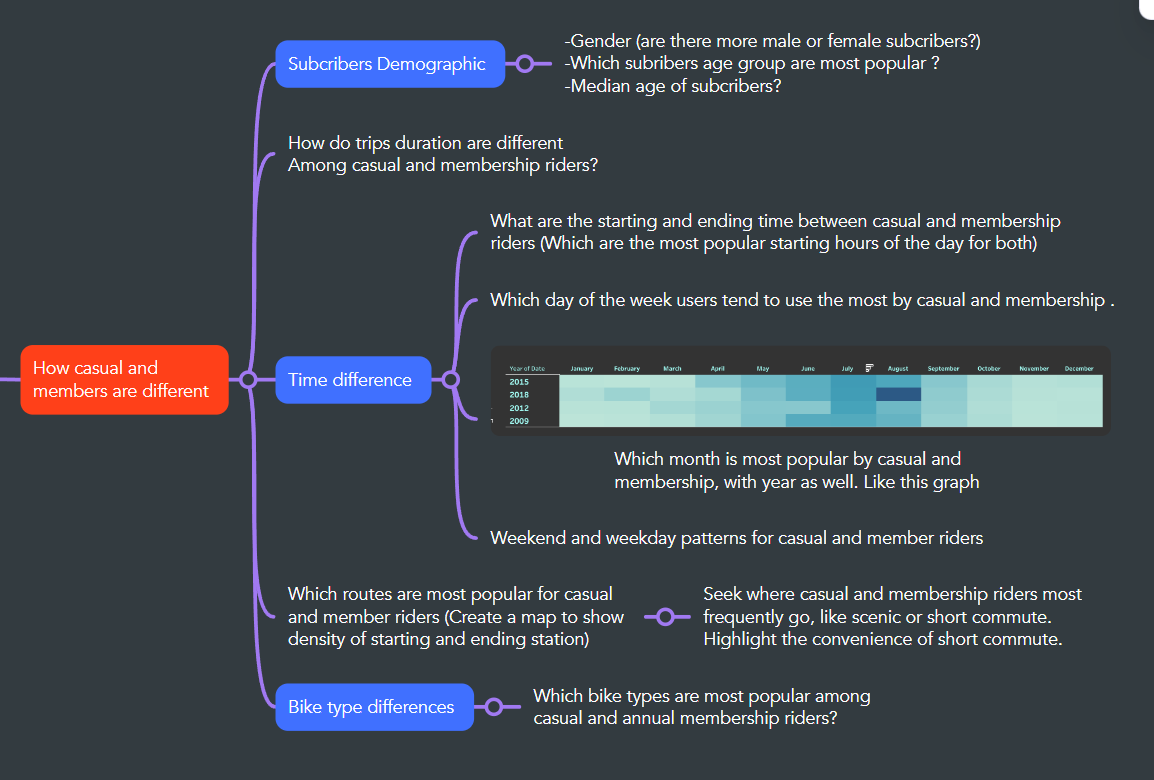 -Gender (are there more male or female subcribers?)
Subcribers Demographic
-Which subribers age group are most popular ?
-Median age of subcribers?
How do trips duration are different
Among casual and membership riders?
What are the starting and ending time between casual and membership
riders (Which are the most popular starting hours of the day for both)
Which day of the week users tend to use the most by casual and membership .
How casual and
members are different
Time difference
Year of Date January February March April May June July August September October November December
2015
2018
2012
2009
Which month is most popular by casual and
membership, with year as well. Like this graph
Weekend and weekday patterns for casual and member riders
Which routes are most popular for casual
and member riders (Create a map to show
density of starting and ending station)
Seek where casual and membership riders most
frequently go, like scenic or short commute.
Highlight the convenience of short commute.
Bike type differences
Which bike types are most popular among
casual and annual membership riders?